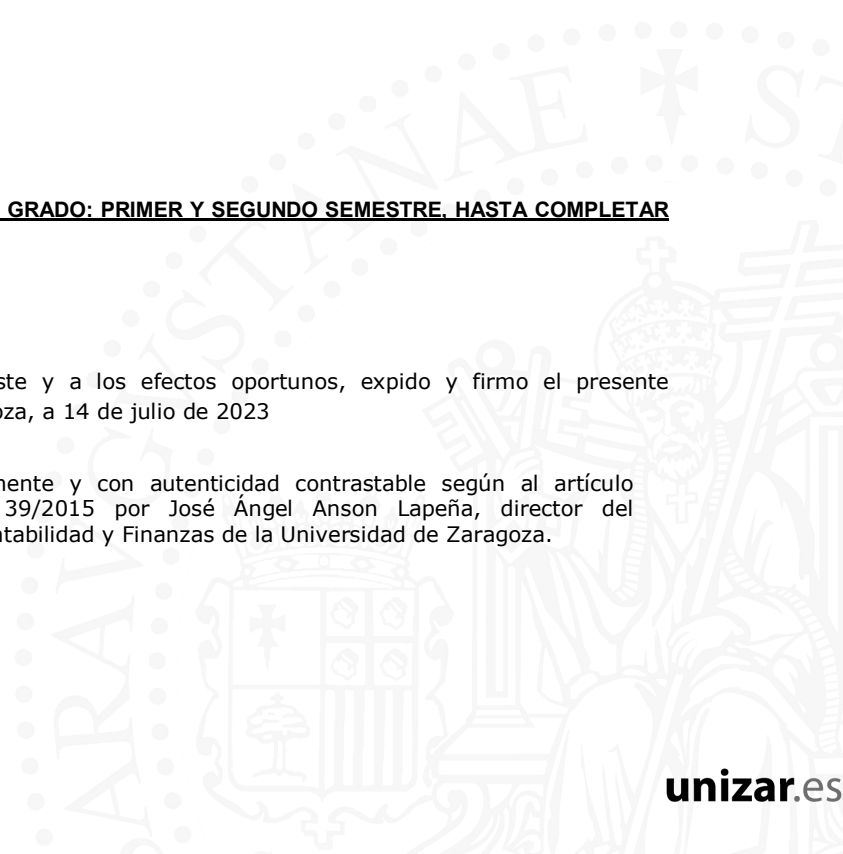 GRADO: PRIMER Y SEGUNDO SEMESTRE, HASTA COMPLETAR
ste y a los efectos oportunos, expido y firmo el presente
oza, a 14 de julio de 2023
mente y con autenticidad contrastable según al artículo
39/2015 por José Ángel Anson Lapeña, director del
ntabilidad y Finanzas de la Universidad de Zaragoza.
unizar.es